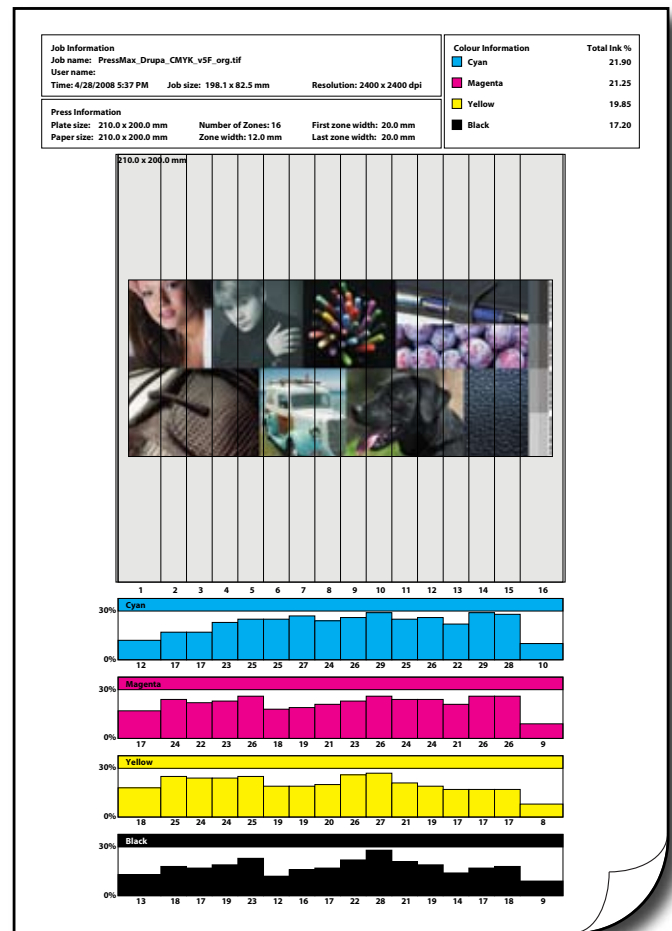 Job Information
Job name: PressMax_Drupa_CMYK_v5F_org.tif
User name:
Time: 4/28/2008 5:37 PM Job size: 198.1 x 82.5 mm Resolution: 2400 x 2400 dpi
Colour Information Total Ink %
Cyan 21.90
Magenta 21.25
Yellow 19.85
Black 17.20
Press Information
Plate size: 210.0 x 200.0 mm Number of Zones: 16 First zone width: 20.0 mm
Paper size: 210.0 x 200.0 mm Zone width: 12.0 mm Last zone width: 20.0 mm
210.0 x 200.0 mm
1 2 3 4 5 6 7 8 9 10 11 12 13 14 15 16
Cyan
30%
0%
12 17 17 23 25 25 27 24 26 29 25 26 22 29 28 10
Magenta
30%
0%
17 24 22 23 26 18 19 21 23 26 24 24 21 26 26 9
Yellow
30%
0%
18 25 24 24 25 19 19 20 26 27 21 19 17 17 17 8
Black
30%
0%
13 18 17 19 23 12 16 17 22 28 21 19 14 17 18 9